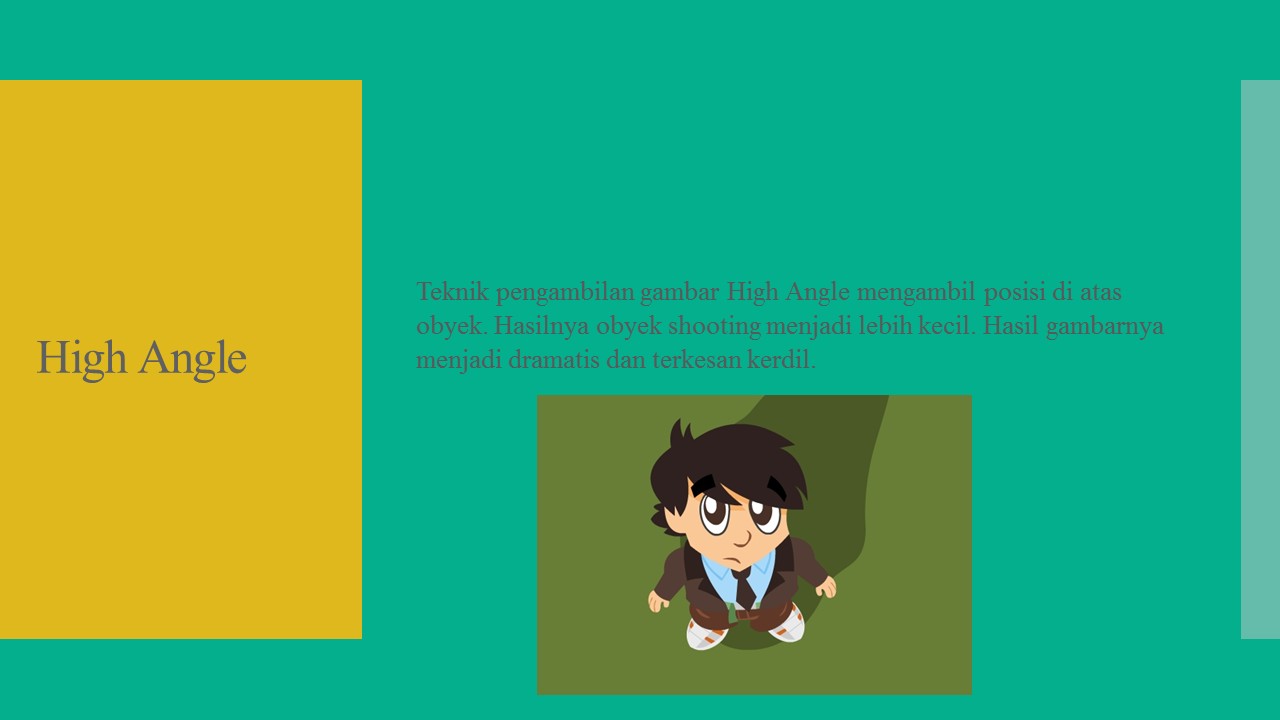 High Angle
Teknik pengambilan gambar High Angle mengambil posisi di atas
obyek. Hasilnya obyek shooting menjadi lebih kecil. Hasil gambarnya
menjadi dramatis dan terkesan kerdil.